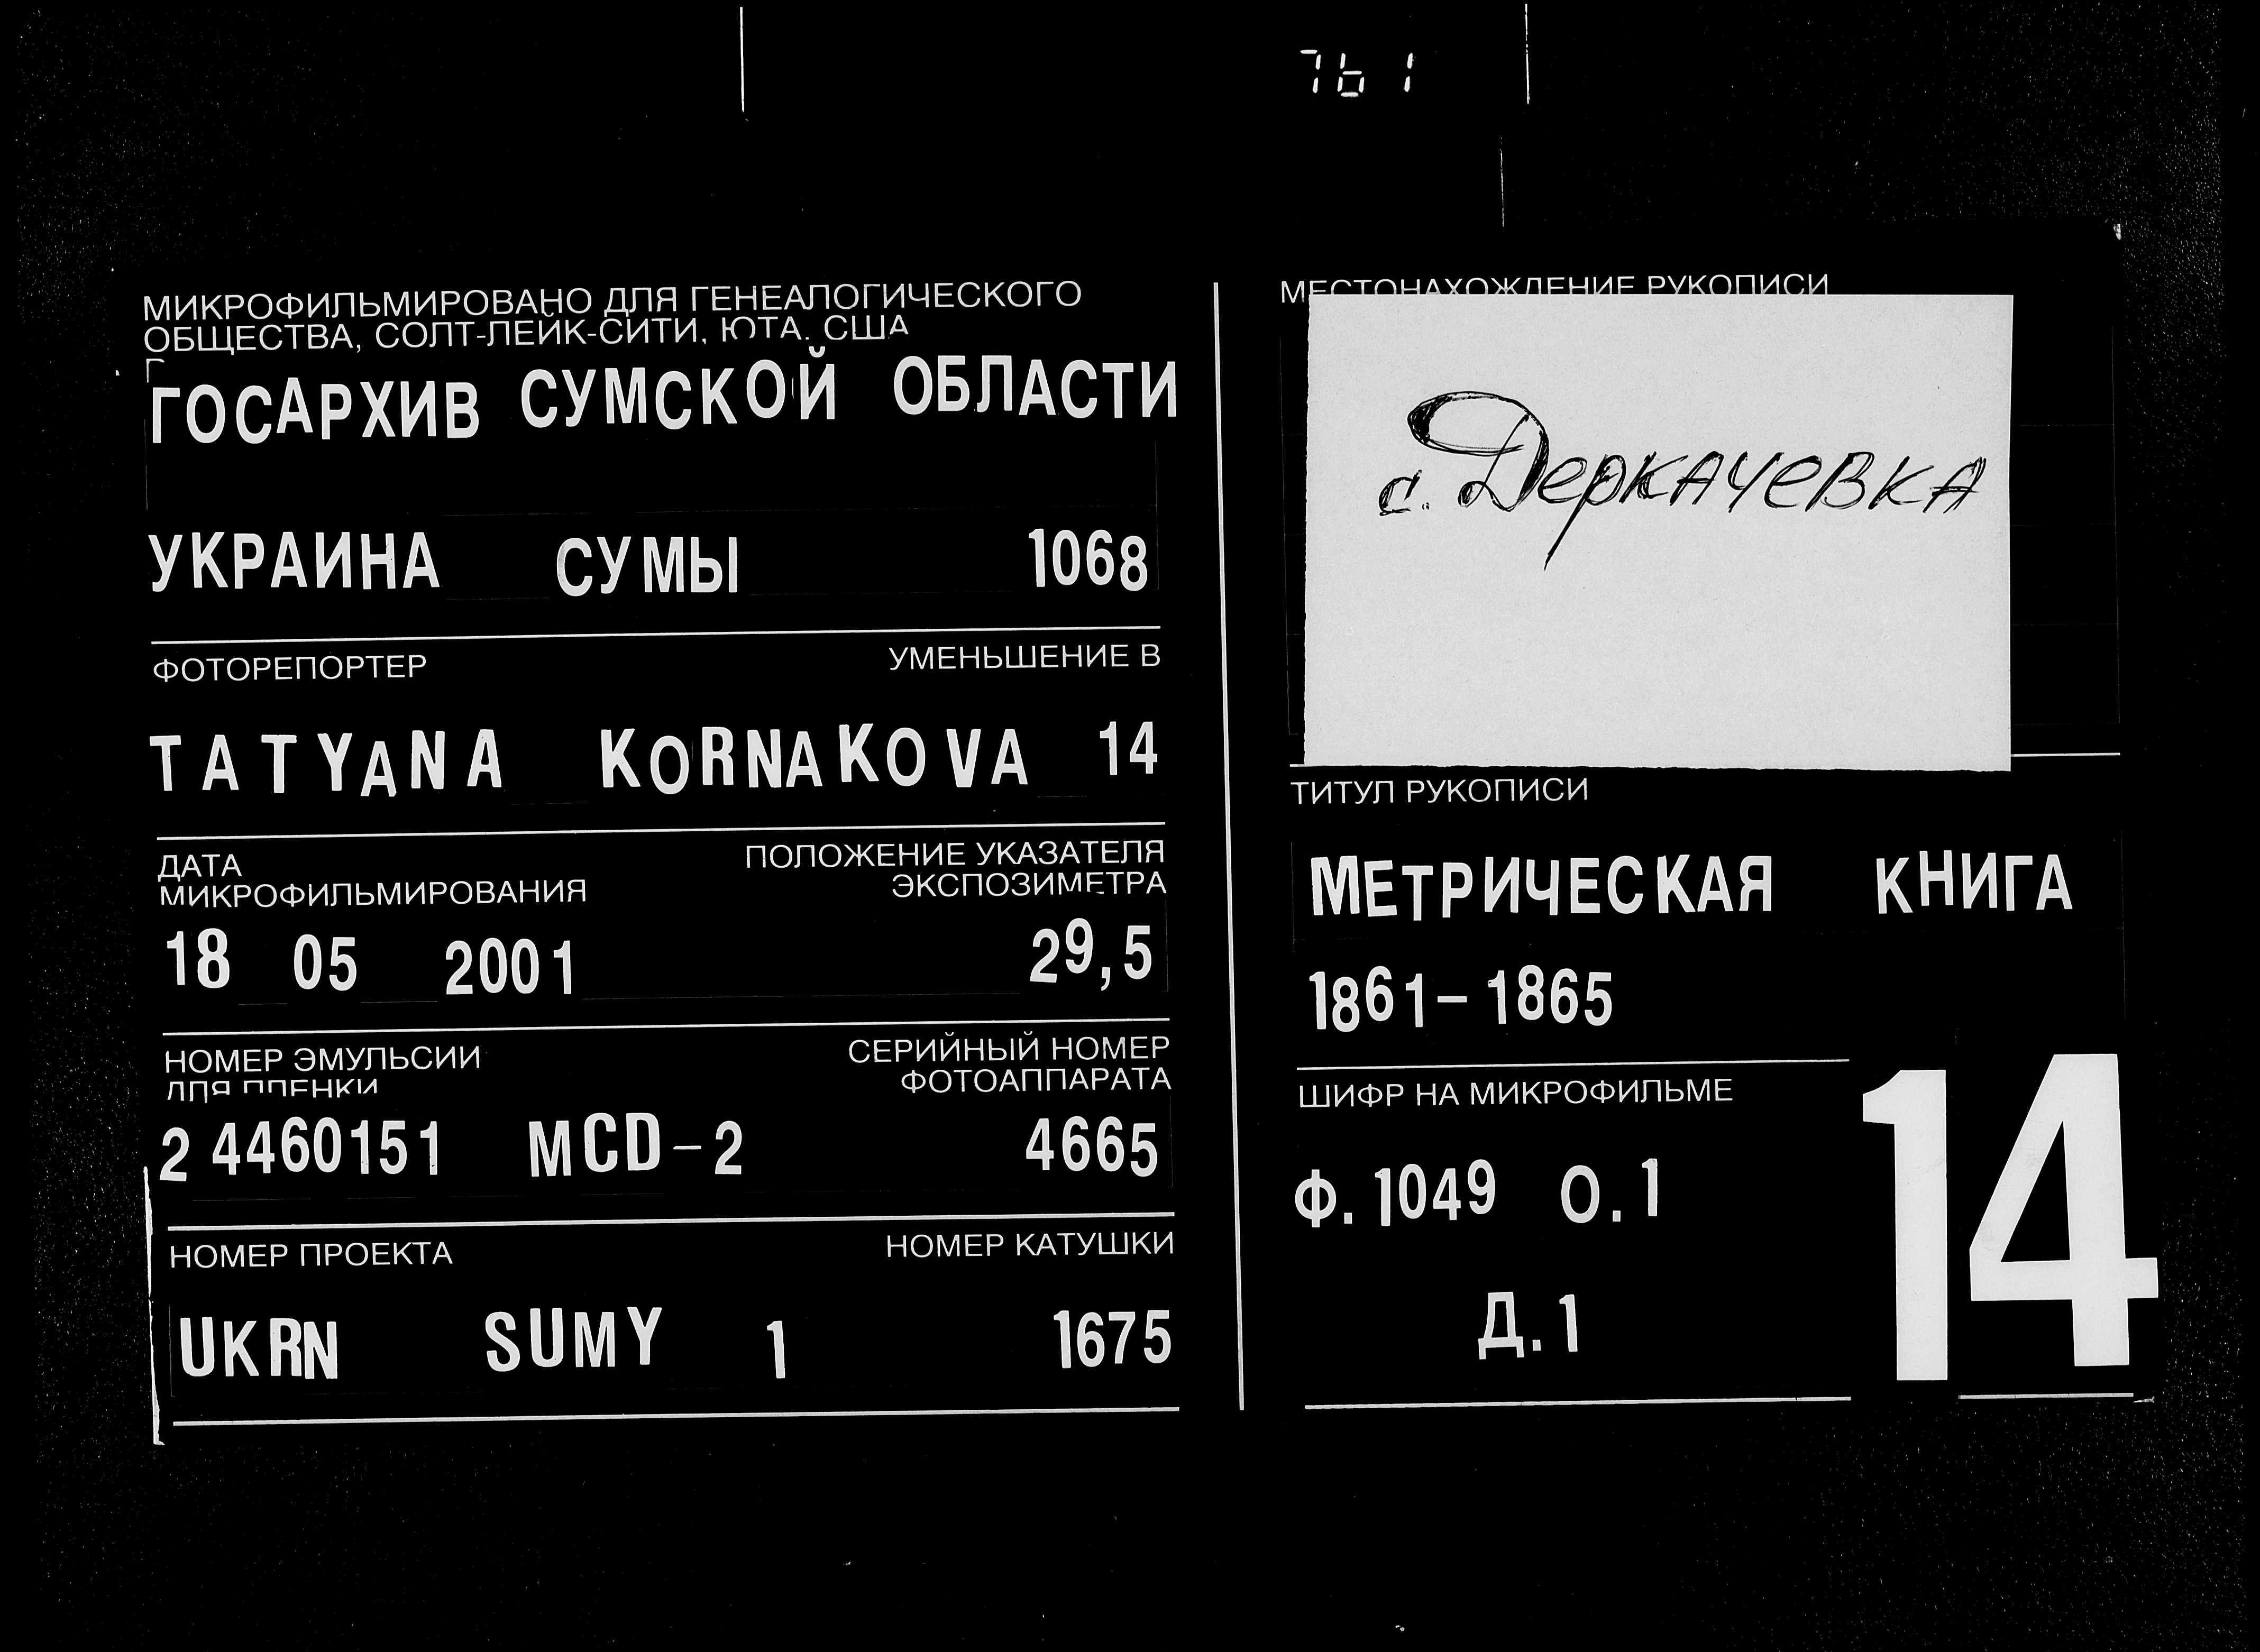 761
МИКРОФИЛЬМИРОВАНО ДЛЯ ГЕНЕАЛОГИЧЕСКОГО
ОБЩЕСТВА, СОЛТ-ЛЕЙК-СИТИ, ЮТА, США
ГОСАРХИВ СУМСКОЙ ОБЛАСТИ
УКРАИНА СУМЫ 1068
ФОТОРЕПОРТЕР УМЕНЬШЕНИЕ В
TATYANA KORNAKOVA 14
ДАТА
МИКРОФИЛЬМИРОВАНИЯ
ПОЛОЖЕНИЕ УКАЗАТЕЛЯ
ЭКСПОЗИМЕТРА
18 05 2001 29,5
НОМЕР ЭМУЛЬСИИ
ДЛЯ ПЛЕНКИ
СЕРИЙНЫЙ НОМЕР
ФОТОАППАРАТА
2 4460151 MCD-2 4665
НОМЕР ПРОЕКТА НОМЕР КАТУШКИ
UKRN SUMY 1 1675
МЕСТОНАХОЖДЕНИЕ РУКОПИСИ
с. Деркачевка
ТИТУЛ РУКОПИСИ
МЕТРИЧЕСКАЯ КНИГА
1861-1865
ШИФР НА МИКРОФИЛЬМЕ
Ф. 1049 О. 1
Д. 1
14